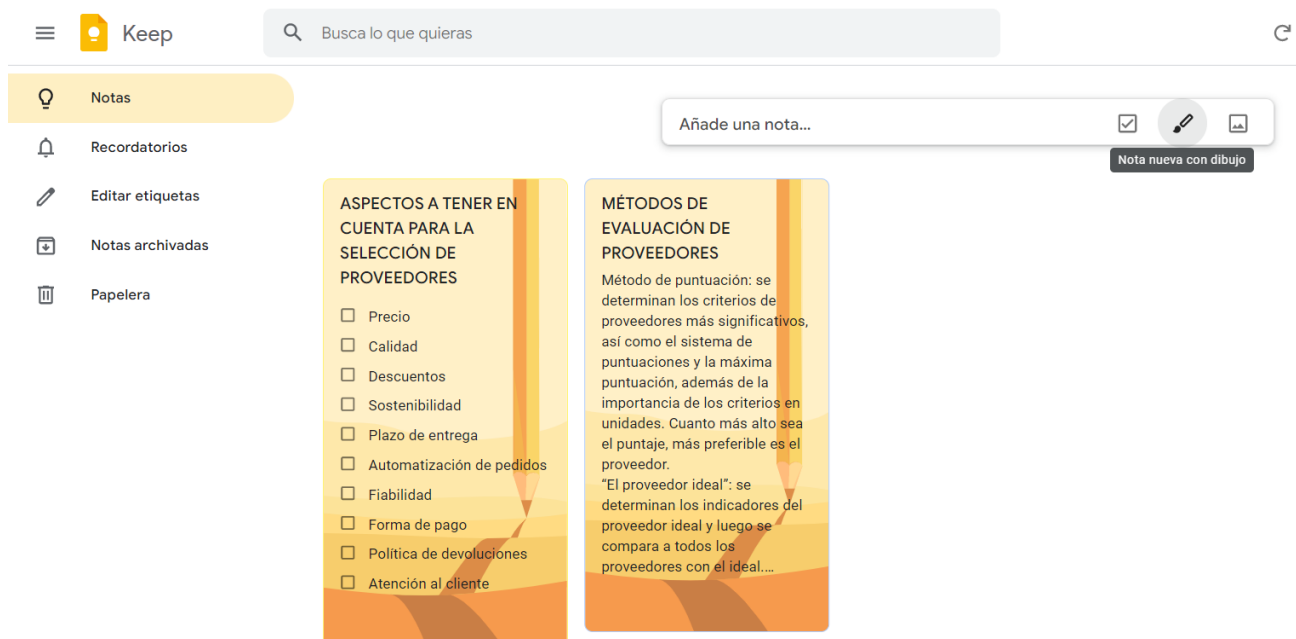 Keep
Busca lo que quieras
Notas
Recordatorios
Editar etiquetas
Notas archivadas
Papelera
Añade una nota...
Nota nueva con dibujo
ASPECTOS A TENER EN
CUENTA PARA LA
SELECCIÓN DE
PROVEEDORES
Precio
Calidad
Descuentos
Sostenibilidad
Plazo de entrega
Automatización de pedidos
Fiabilidad
Forma de pago
Política de devoluciones
Atención al cliente
MÉTODOS DE
EVALUACIÓN DE
PROVEEDORES
Método de puntuación: se
determinan los criterios de
proveedores más significativos,
así como el sistema de
puntuaciones y la máxima
puntuación, además de la
importancia de los criterios en
unidades. Cuanto más alto sea
el puntaje, más preferible es el
proveedor.
“El proveedor ideal”: se
determinan los indicadores del
proveedor ideal y luego se
compara a todos los
proveedores con el ideal....